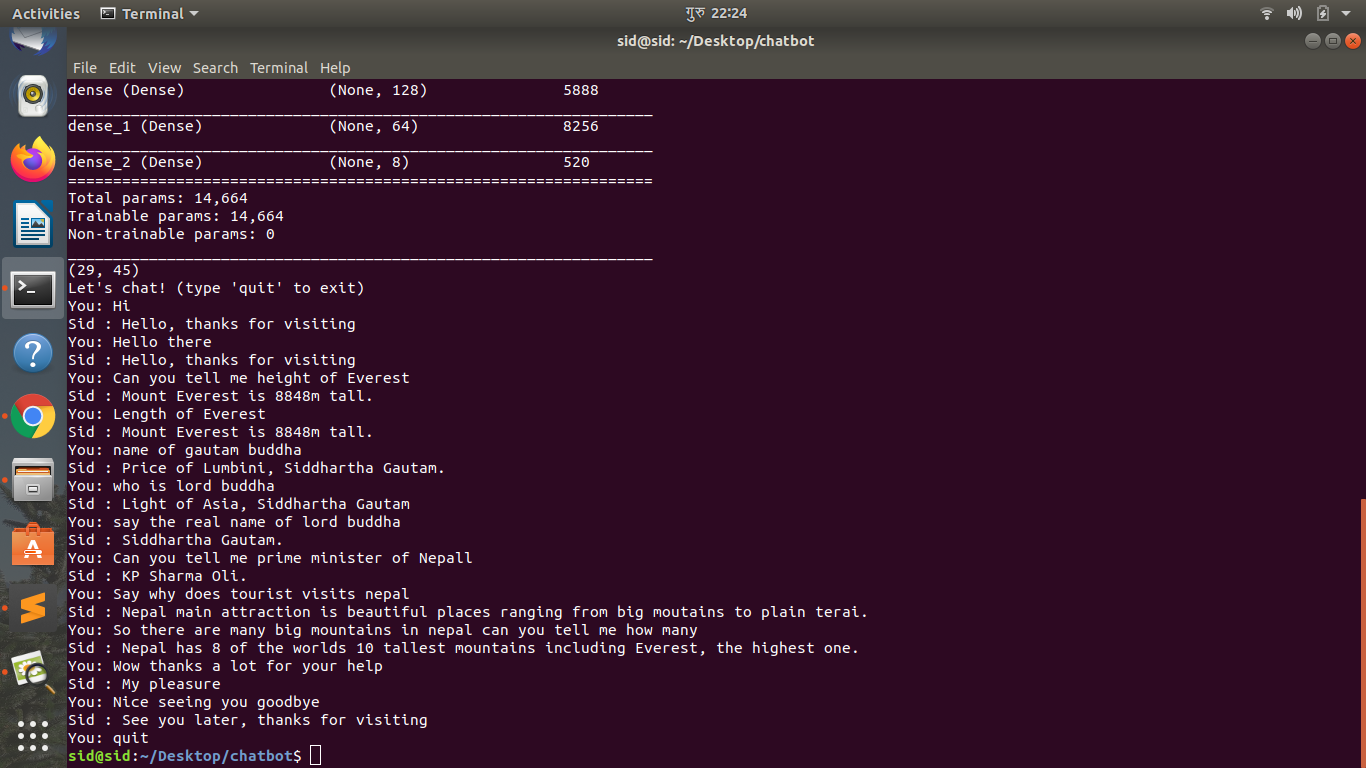 Activities Terminal गुरु 22:24
sid@sid: ~/Desktop/chatbot
File Edit View Search Terminal Help
dense (Dense) (None, 128) 5888
_________________________________________________________________
dense_1 (Dense) (None, 64) 8256
_________________________________________________________________
dense_2 (Dense) (None, 8) 520
=================================================================
Total params: 14,664
Trainable params: 14,664
Non-trainable params: 0
_________________________________________________________________
(29, 45)
Let's chat! (type 'quit' to exit)
You: Hi
Sid : Hello, thanks for visiting
You: Hello there
Sid : Hello, thanks for visiting
You: Can you tell me height of Everest
Sid : Mount Everest is 8848m tall.
You: Length of Everest
Sid : Mount Everest is 8848m tall.
You: name of gautam buddha
Sid : Price of Lumbini, Siddhartha Gautam.
You: who is lord buddha
Sid : Light of Asia, Siddhartha Gautam
You: say the real name of lord buddha
Sid : Siddhartha Gautam.
You: Can you tell me prime minister of Nepall
Sid : KP Sharma Oli.
You: Say why does tourist visits nepal
Sid : Nepal main attraction is beautiful places ranging from big moutains to plain terai.
You: So there are many big mountains in nepal can you tell me how many
Sid : Nepal has 8 of the worlds 10 tallest mountains including Everest, the highest one.
You: Wow thanks a lot for your help
Sid : My pleasure
You: Nice seeing you goodbye
Sid : See you later, thanks for visiting
You: quit
sid@sid:~/Desktop/chatbot$